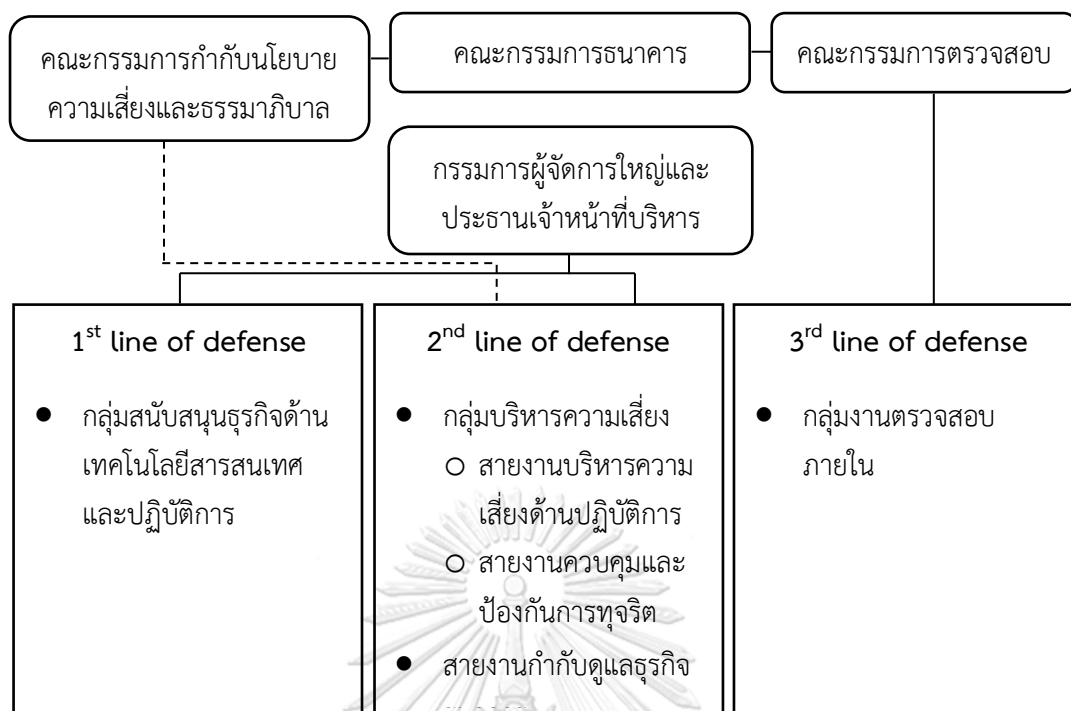 คณะกรรมการกำกับนโยบาย
ความเสี่ยงและธรรมาภิบาล
คณะกรรมการธนาคาร
คณะกรรมการตรวจสอบ
กรรมการผู้จัดการใหญ่และ
ประธานเจ้าหน้าที่บริหาร
1st line of defense
● กลุ่มสนับสนุนธุรกิจด้าน
เทคโนโลยีสารสนเทศ
และปฏิบัติการ
2nd line of defense
● กลุ่มบริหารความเสี่ยง
○ สายงานบริหารความ
เสี่ยงด้านปฏิบัติการ
○ สายงานควบคุมและ
ป้องกันการทุจริต
● สายงานกำกับดูแลธุรกิจ
3rd line of defense
● กลุ่มงานตรวจสอบ
ภายใน